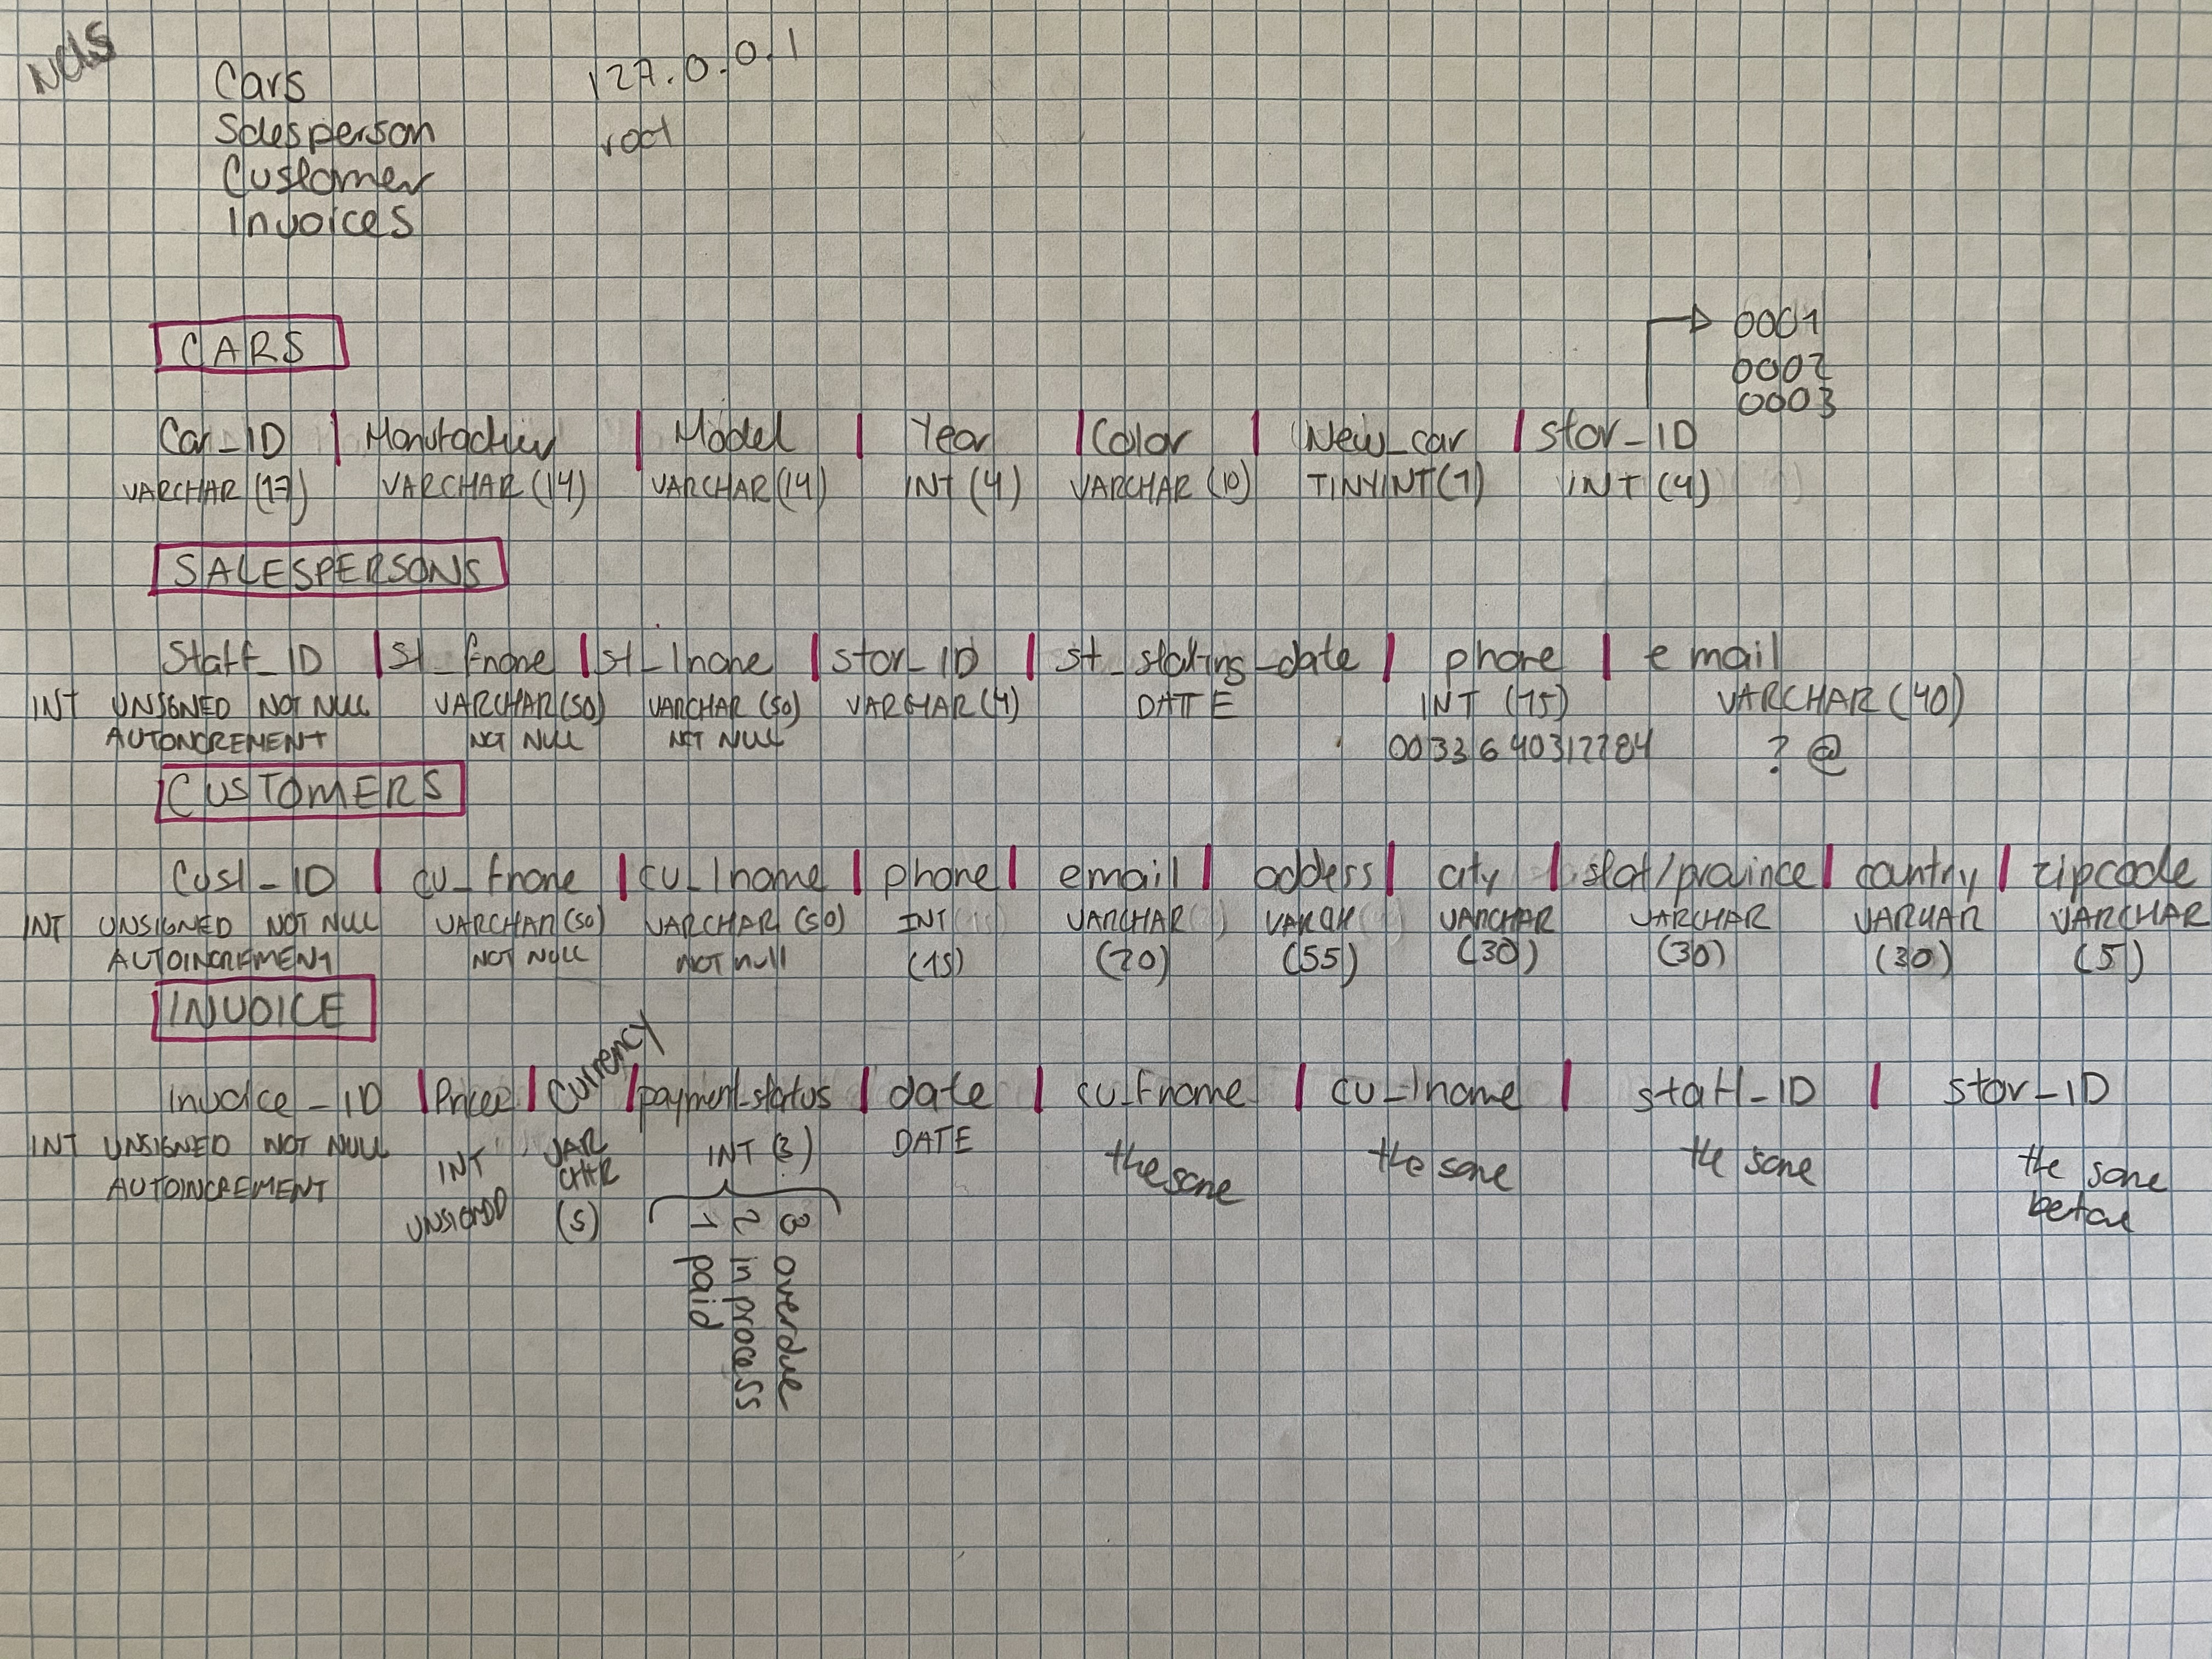 Cars 127.0.0.1
Salesperson root
Customer
Invoices
CARS
0001
0002
0003
Car_ID | Manufacturer | Model | Year | Color | New_car | stor_ID
VARCHAR (17) VARCHAR (14) VARCHAR (14) INT (4) VARCHAR (10) TINYINT(1) INT (4)
SALESPERSONS
Staff_ID | st_fname | st_lname | stor_ID | st_stating_date | phone | email
INT UNSIGNED NOT NULL VARCHAR (50) VARCHAR (50) VARCHAR (4) DATE INT (15) VARCHAR (40)
AUTOINCREMENT NOT NULL NOT NULL 0033640317784 ? @
CUSTOMERS
Cust_ID | cu_fname | cu_lname | phone | email | address | city | stat/province | country | zipcode
INT UNSIGNED NOT NULL VARCHAR (50) VARCHAR (50) INT VARCHAR VARCH VARCHAR VARCHAR VARCHAR VARCHAR
AUTOINCREMENT NOT NULL NOT null (15) (20) (55) (30) (30) (30) (5)
INVOICE
Invoice_ID | Price | Currency | payment_status | date | cu_fname | cu_lname | staff_ID | stor_ID
INT UNSIGNED NOT NULL INT VARCHAR INT (3) DATE the same the same the same the same
AUTOINCREMENT UNSIGNED (5) before
1 paid
2 in process
3 overdue